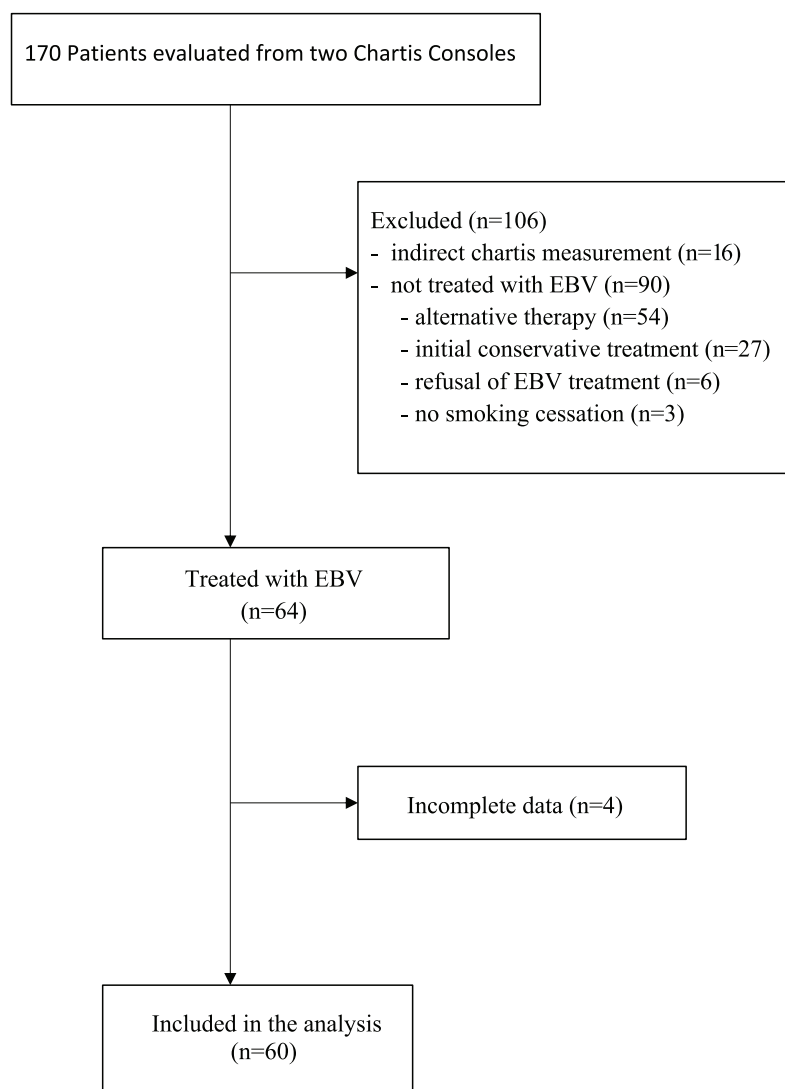 170 Patients evaluated from two Chartis Consoles
Excluded (n=106)
- indirect chartis measurement (n=16)
- not treated with EBV (n=90)
- alternative therapy (n=54)
- initial conservative treatment (n=27)
- refusal of EBV treatment (n=6)
- no smoking cessation (n=3)
Treated with EBV
(n=64)
Incomplete data (n=4)
Included in the analysis
(n=60)